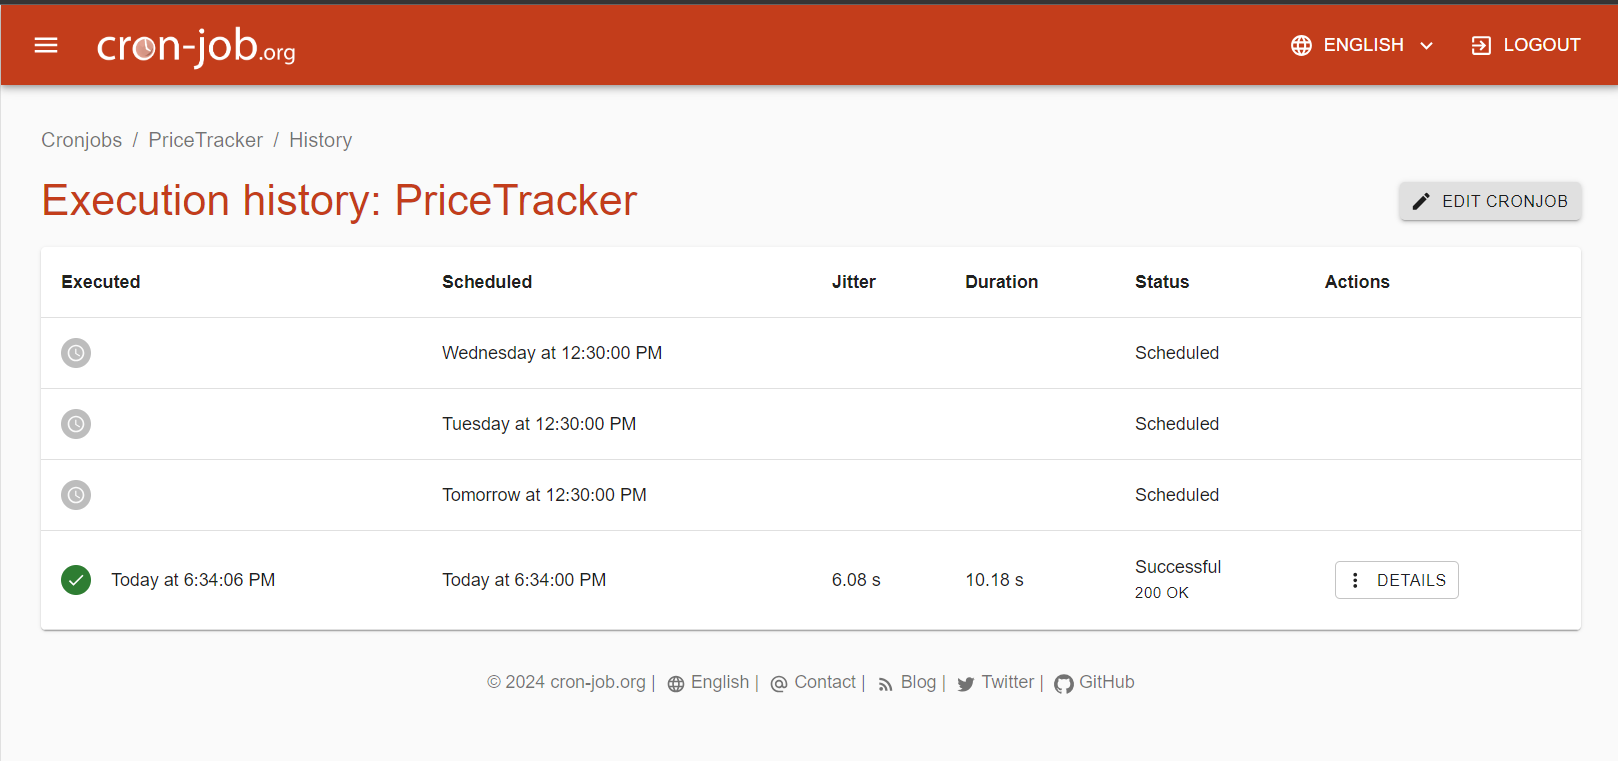 cron-job.org
ENGLISH
LOGOUT
Cronjobs / PriceTracker / History
Execution history: PriceTracker
EDIT CRONJOB
Executed Scheduled Jitter Duration Status Actions
Wednesday at 12:30:00 PM Scheduled
Tuesday at 12:30:00 PM Scheduled
Tomorrow at 12:30:00 PM Scheduled
Today at 6:34:06 PM Today at 6:34:00 PM 6.08 s 10.18 s Successful
200 OK
DETAILS
© 2024 cron-job.org | English | Contact | Blog | Twitter | GitHub